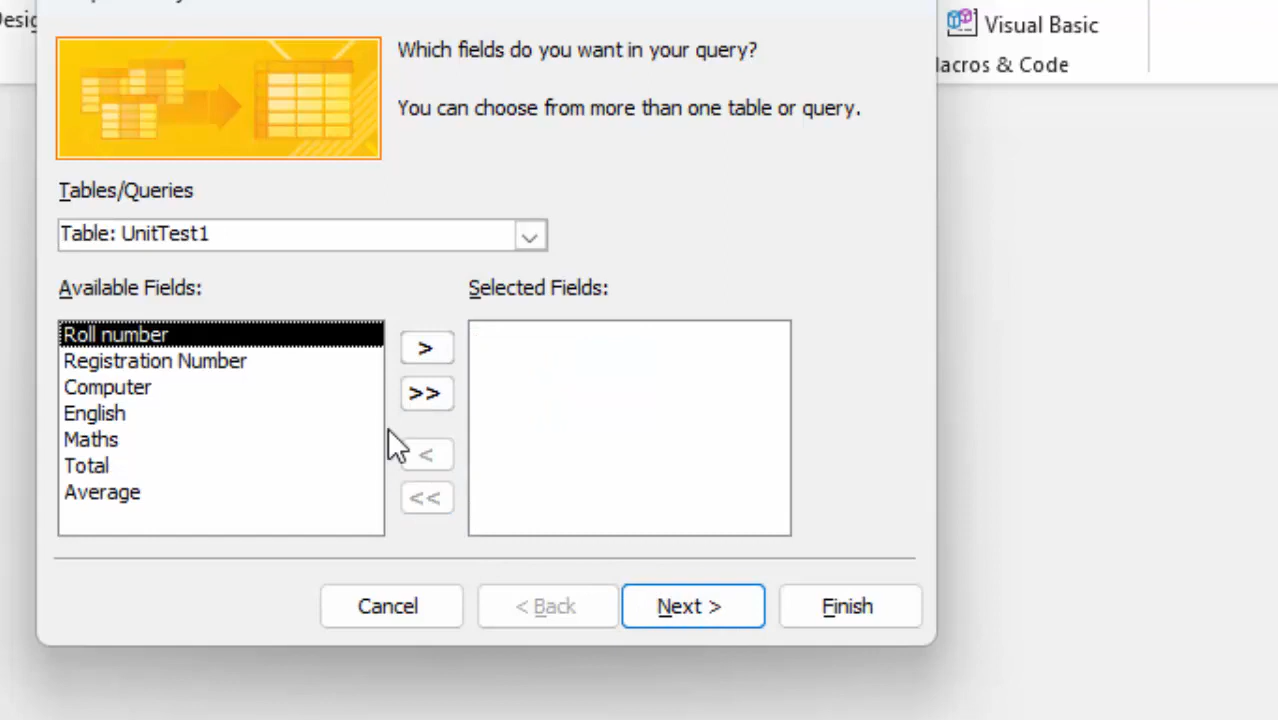 Visual Basic
Which fields do you want in your query?
You can choose from more than one table or query.
Tables/Queries
Table: UnitTest1
Available Fields:
Selected Fields:
Roll number
Registration Number
Computer
English
Maths
Total
Average
>
>>
<
<<
Cancel
< Back
Next >
Finish
& Code